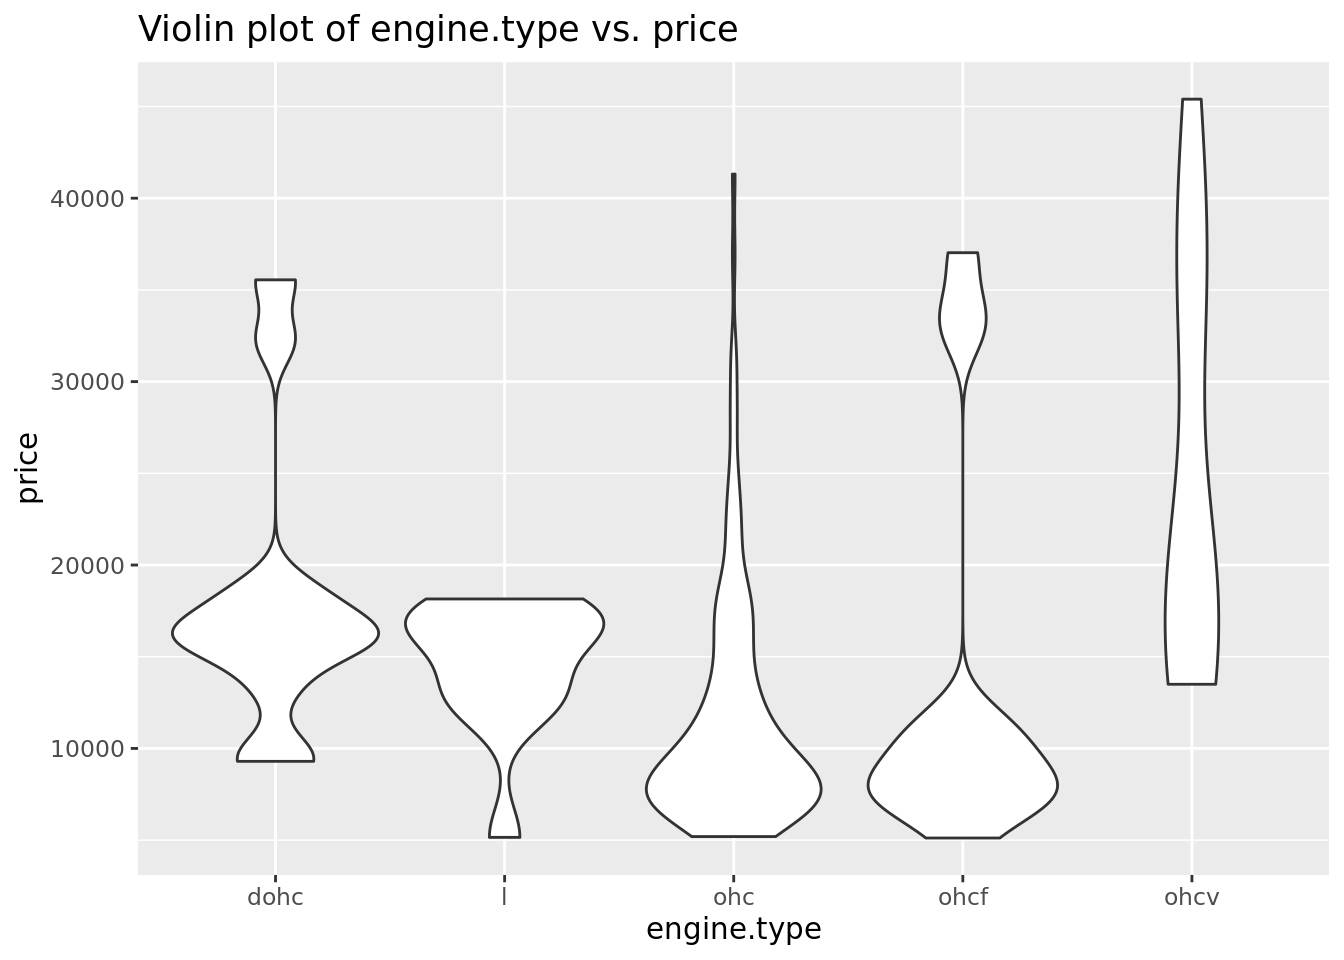 Violin plot of engine.type vs. price
40000
30000
20000
10000
price
dohc
l
ohc
ohcf
ohcv
engine.type